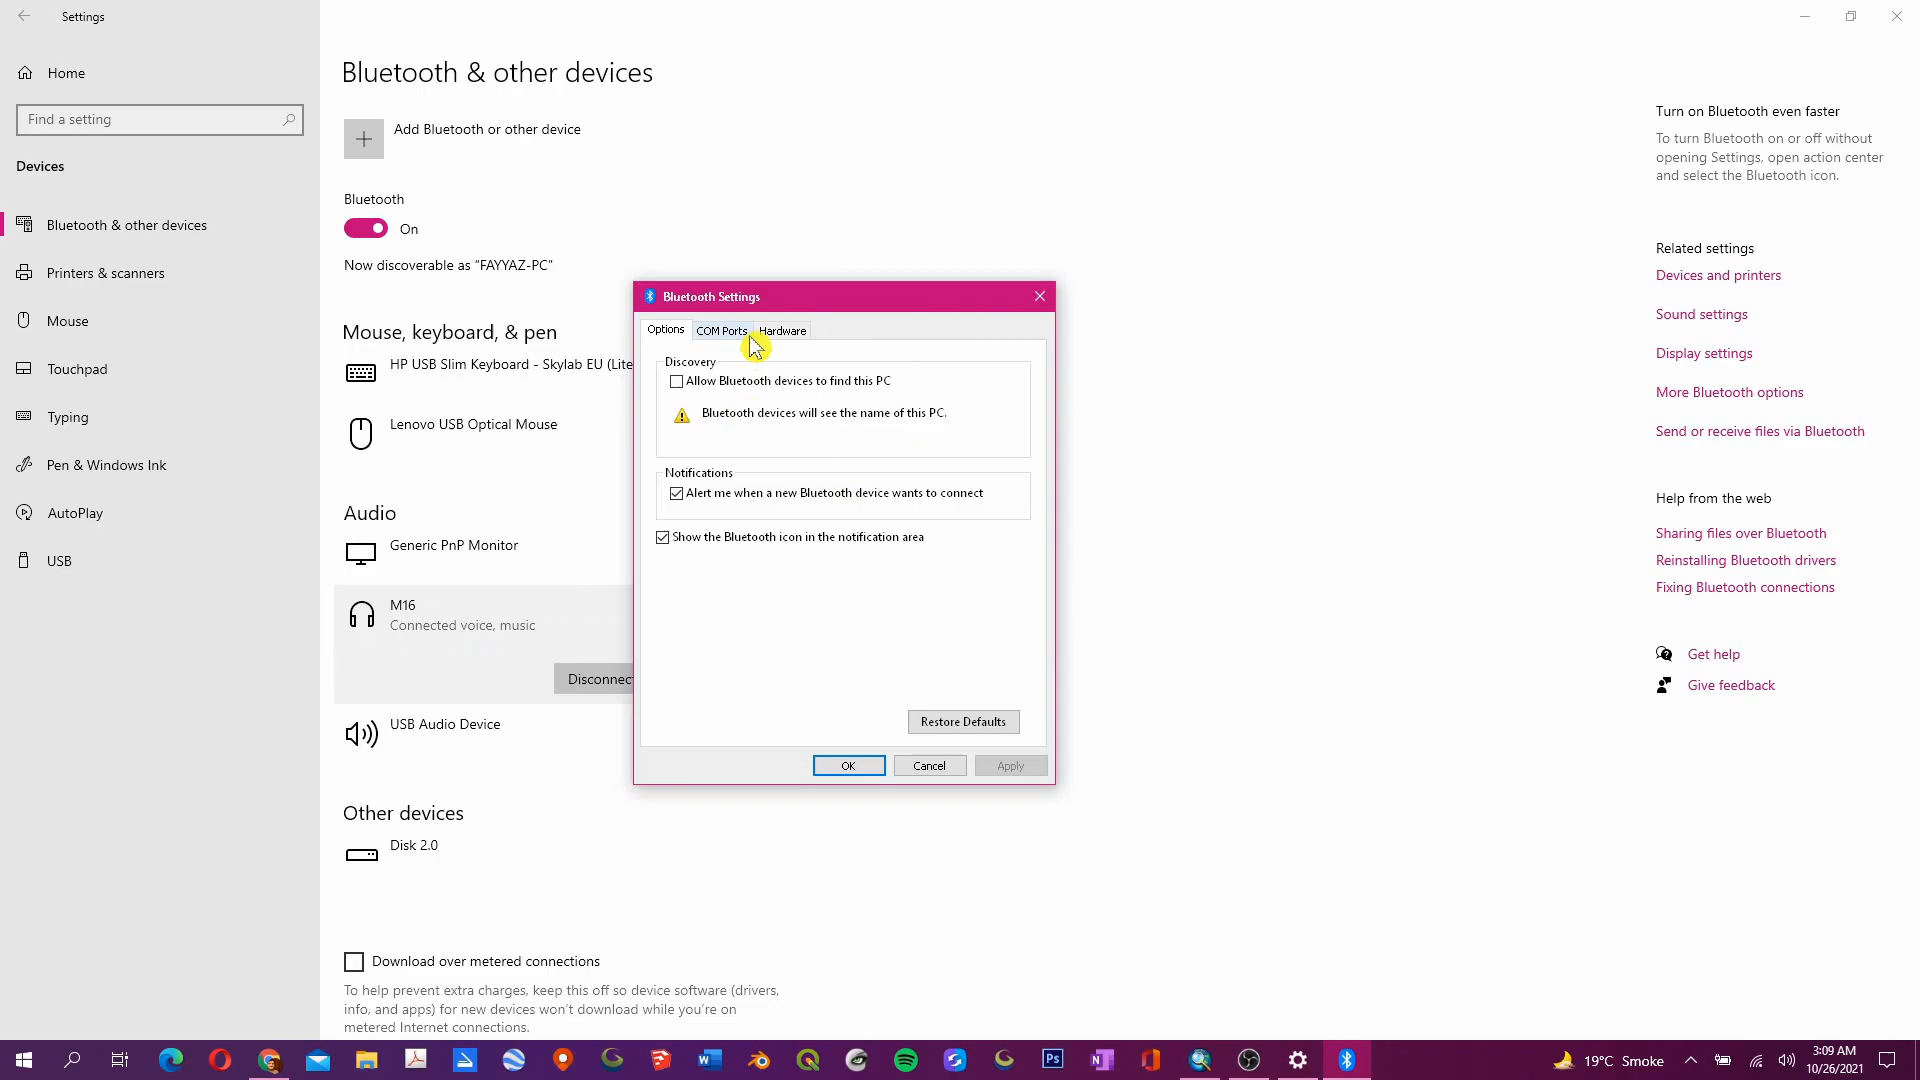 Settings
Home
Find a setting
Devices
Bluetooth & other devices
Printers & scanners
Mouse
Touchpad
Typing
Pen & Windows Ink
AutoPlay
USB
Bluetooth & other devices
Add Bluetooth or other device
Bluetooth
On
Now discoverable as “FAYYAZ-PC”
Mouse, keyboard, & pen
HP USB Slim Keyboard - Skylab EU (Lite
Lenovo USB Optical Mouse
Audio
Generic PnP Monitor
M16
Connected voice, music
Disconnect
USB Audio Device
Other devices
Disk 2.0
Download over metered connections
To help prevent extra charges, keep this off so device software (drivers,
info, and apps) for new devices won’t download while you’re on
metered Internet connections.
Bluetooth Settings
Options COM Ports Hardware
Discovery
Allow Bluetooth devices to find this PC
Bluetooth devices will see the name of this PC.
Notifications
Alert me when a new Bluetooth device wants to connect
Show the Bluetooth icon in the notification area
Restore Defaults
OK Cancel Apply
Turn on Bluetooth even faster
To turn Bluetooth on or off without
opening Settings, open action center
and select the Bluetooth icon.
Related settings
Devices and printers
Sound settings
Display settings
More Bluetooth options
Send or receive files via Bluetooth
Help from the web
Sharing files over Bluetooth
Reinstalling Bluetooth drivers
Fixing Bluetooth connections
Get help
Give feedback
19°C Smoke
3:09 AM
10/26/2021